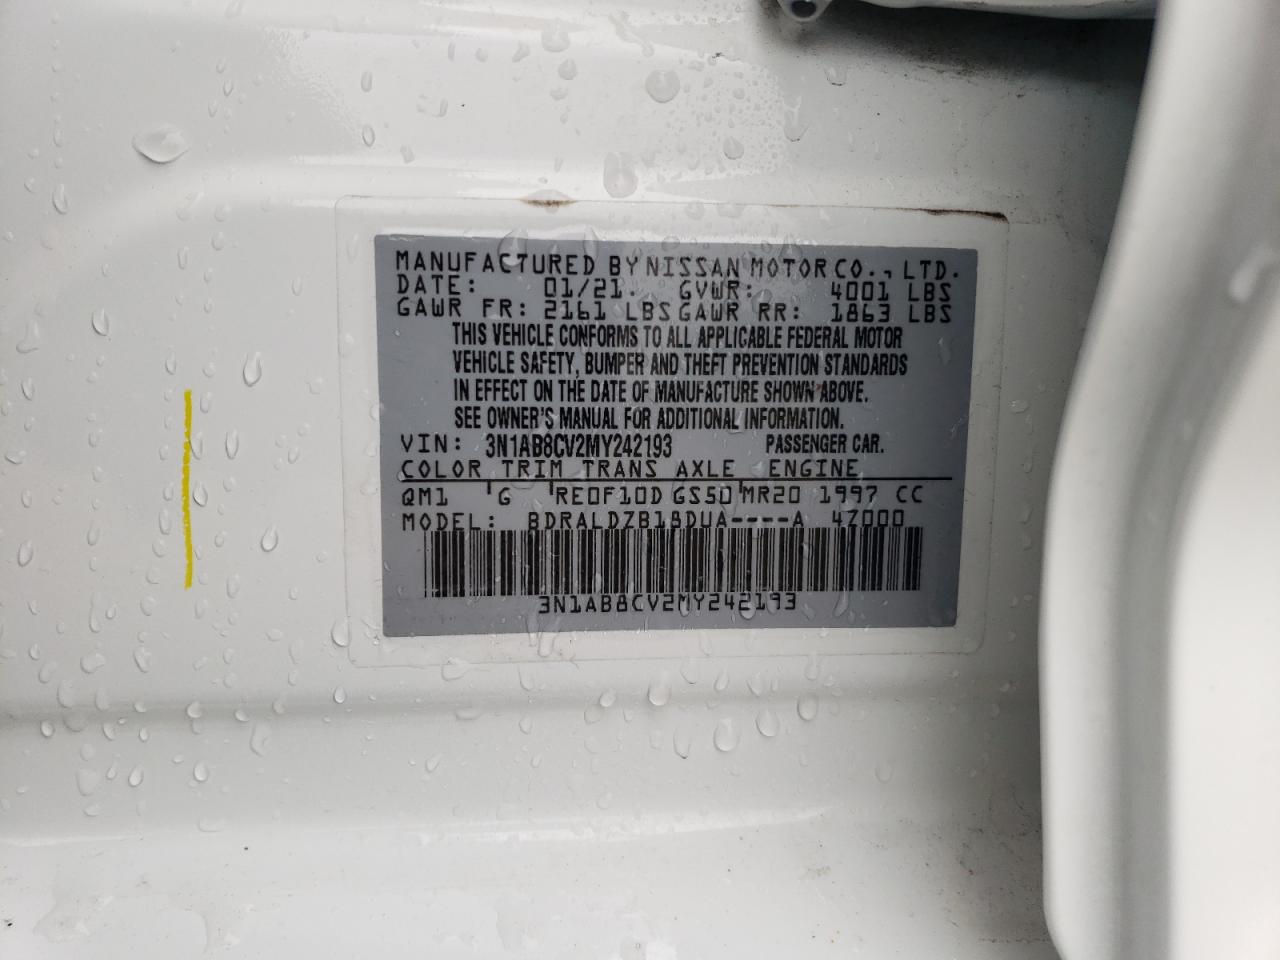 MANUFACTURED BY NISSAN MOTOR CO., LTD.
DATE: 01/21. GVWR: 4001 LBS
GAWR FR: 2161 LBS GAWR RR: 1863 LBS
THIS VEHICLE CONFORMS TO ALL APPLICABLE FEDERAL MOTOR
VEHICLE SAFETY, BUMPER AND THEFT PREVENTION STANDARDS
IN EFFECT ON THE DATE OF MANUFACTURE SHOWN ABOVE.
SEE OWNER'S MANUAL FOR ADDITIONAL INFORMATION.
VIN: 3N1AB8CV2MY242193 PASSENGER CAR.
COLOR TRIM TRANS AXLE ENGINE
QM1 G RE0F10D GS50 MR20 1997 CC
MODEL: BDRALDZB18DUA----A 47000
3N1AB8CV2MY242193